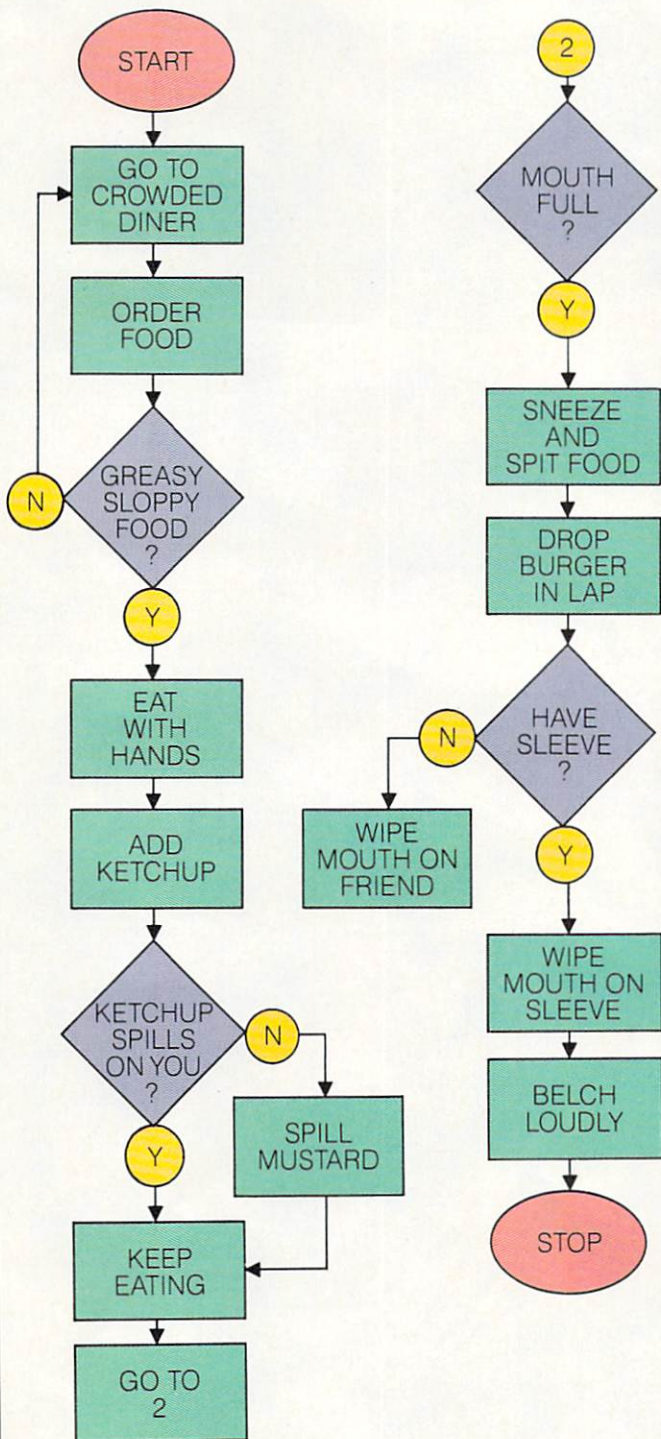 START
GO TO
CROWDED
DINER
ORDER
FOOD
GREASY
SLOPPY
FOOD
?
N
Y
EAT
WITH
HANDS
ADD
KETCHUP
KETCHUP
SPILLS
ON YOU
?
N
SPILL
MUSTARD
Y
KEEP
EATING
GO TO
2
2
MOUTH
FULL
?
Y
SNEEZE
AND
SPIT FOOD
DROP
BURGER
IN LAP
HAVE
SLEEVE
?
N
WIPE
MOUTH ON
FRIEND
Y
WIPE
MOUTH ON
SLEEVE
BELCH
LOUDLY
STOP